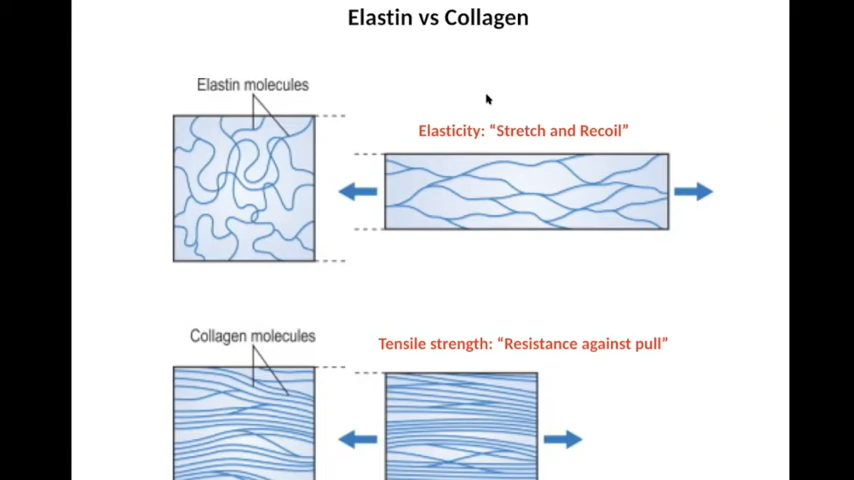 Elastin vs Collagen
Elastin molecules
Elasticity: “Stretch and Recoil”
Collagen molecules
Tensile strength: “Resistance against pull”